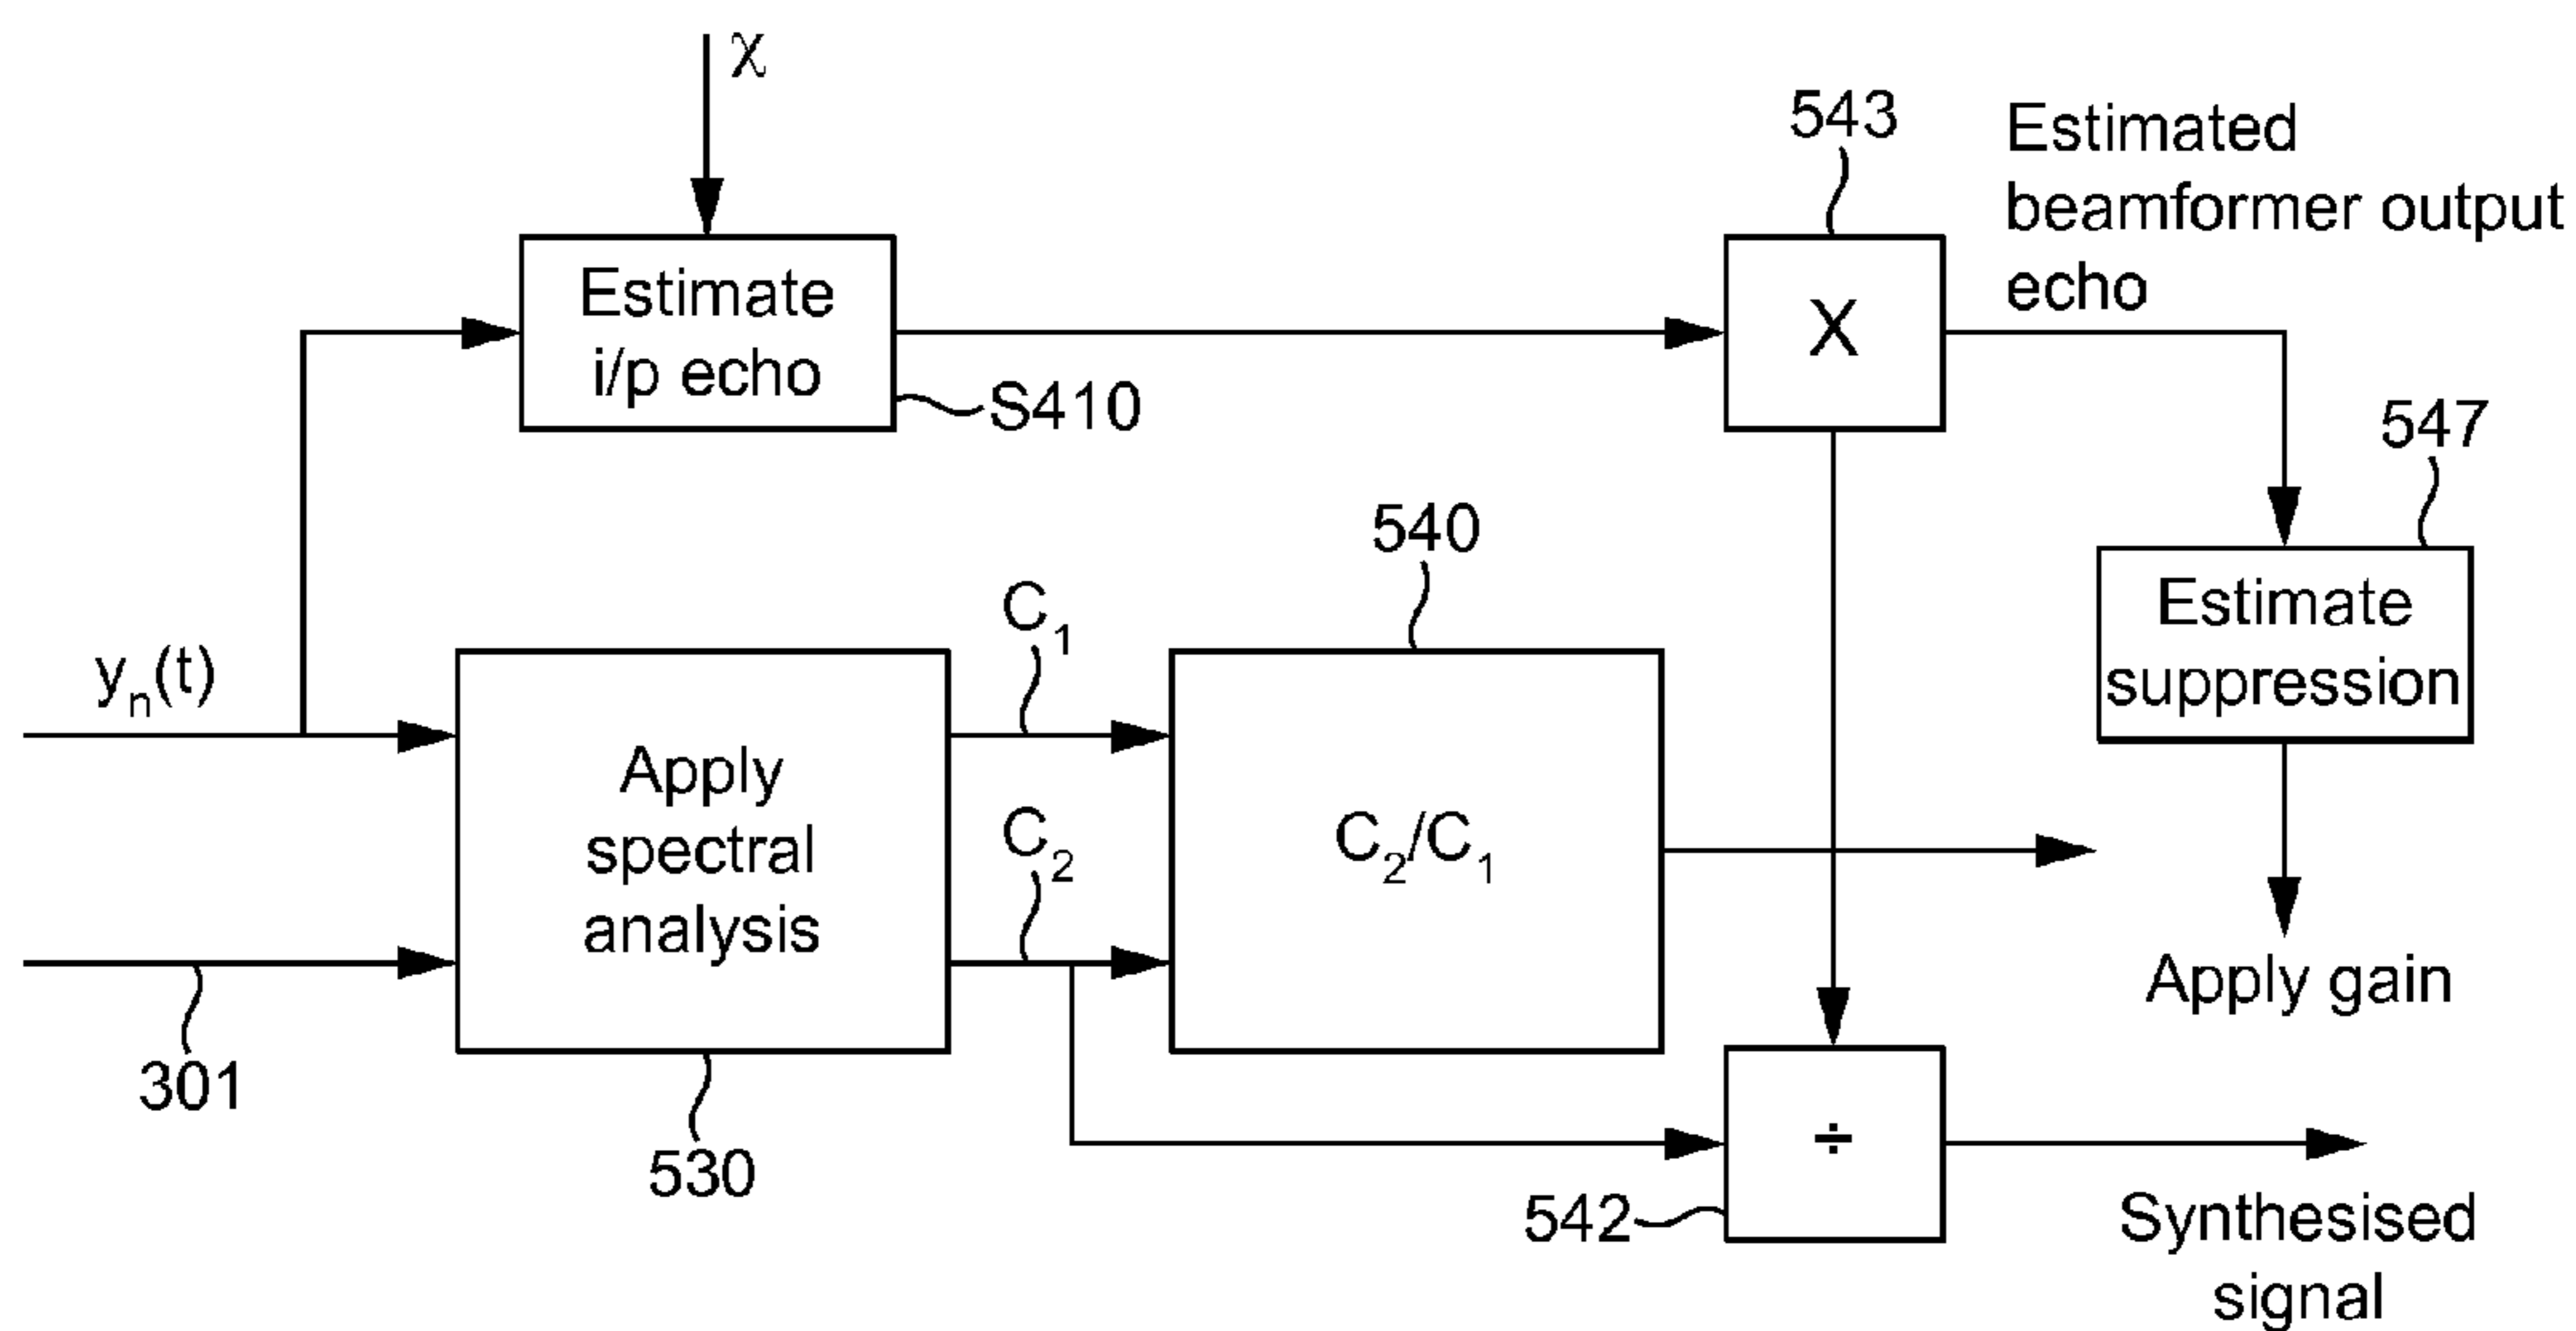 χ
543
Estimated
beamformer output
echo
Estimate
i/p echo
X
S410
547
540
Estimate
suppression
C₁
yₙ(t)
Apply
spectral
analysis
C₂
C₂/C₁
Apply gain
301
530
÷
542
Synthesised
signal